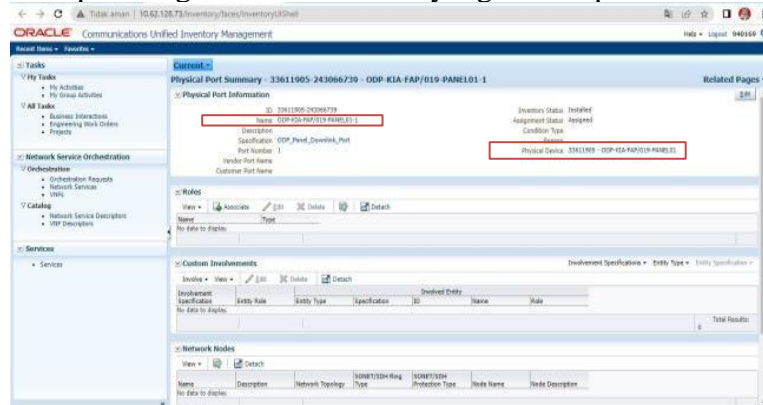 Tidak aman | 10.62.128.73/inventory/faces/inventoryUIShell
ORACLE Communications Unified Inventory Management
Help Logout 940169
Recent Items Favorites
Tasks
My Tasks
My Activities
My Group Activities
All Tasks
Business Interactions
Engineering Work Orders
Projects
Network Service Orchestration
Orchestration
Orchestration Requests
Network Services
VNFs
Catalog
Network Service Descriptors
VNF Descriptors
Services
Services
Current
Physical Port Summary - 33611905-243066739 - ODP-KIA-FAP/019-PANEL01-1
Related Pages
Physical Port Information
Edit
ID 33611905-243066739
Name ODP-KIA-FAP/019-PANEL01-1
Description
Specification ODP_Panel_Downlink_Port
Port Number 1
Vendor Port Name
Customer Port Name
Inventory Status Installed
Assignment Status Assigned
Condition Type
Physical Device 33611905 - ODP-KIA-FAP/019-PANEL01
Roles
View Associate Edit Delete Detach
Name Type
No data to display.
Custom Involvements
Involvement Specifications Entity Type Entity Specification
Involve View Edit Delete Detach
Involved Entity
Involvement Specification Entity Role Entity Type Specification ID Name Role
No data to display.
Total Results:
Network Nodes
View Detach
Name Description Network Topology SONET/SDH Ring Type SONET/SDH Protection Type Node Name Node Description
No data to display.